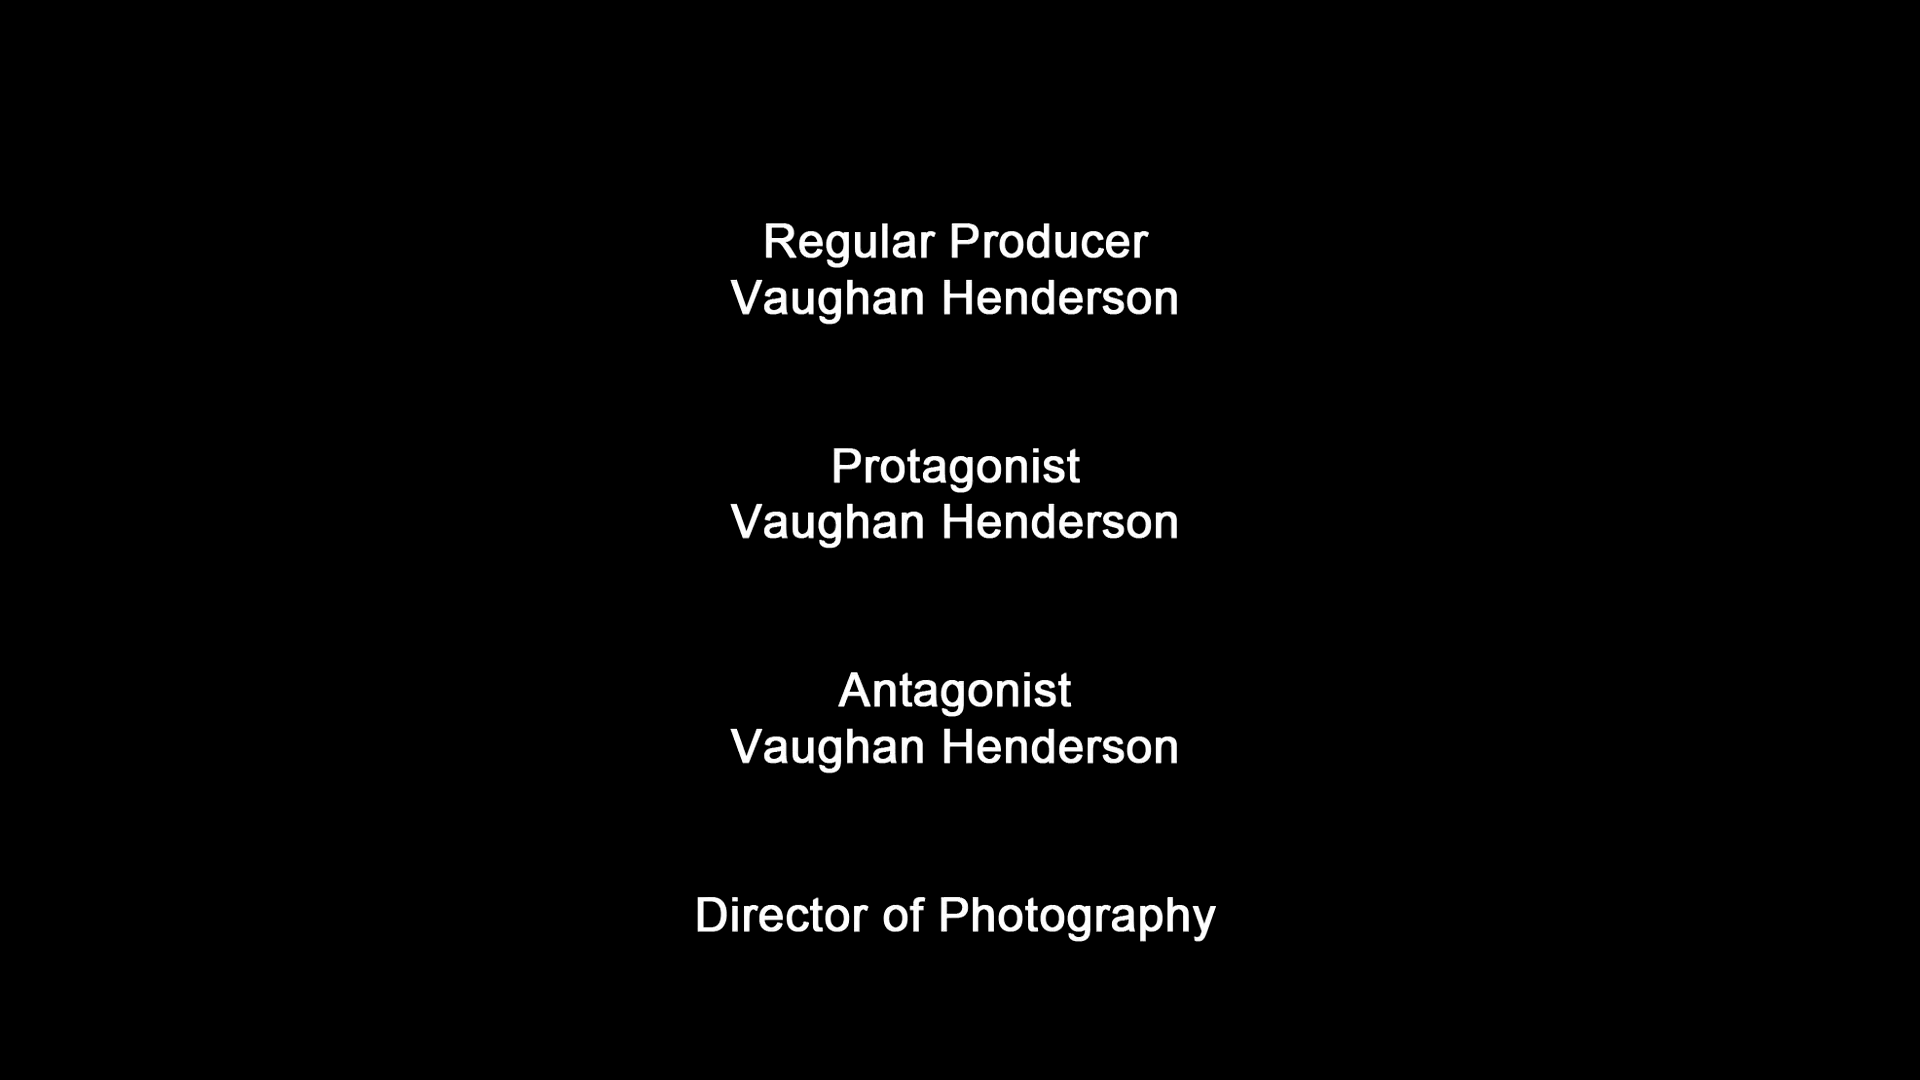 Regular Producer
Vaughan Henderson
Protagonist
Vaughan Henderson
Antagonist
Vaughan Henderson
Director of Photography